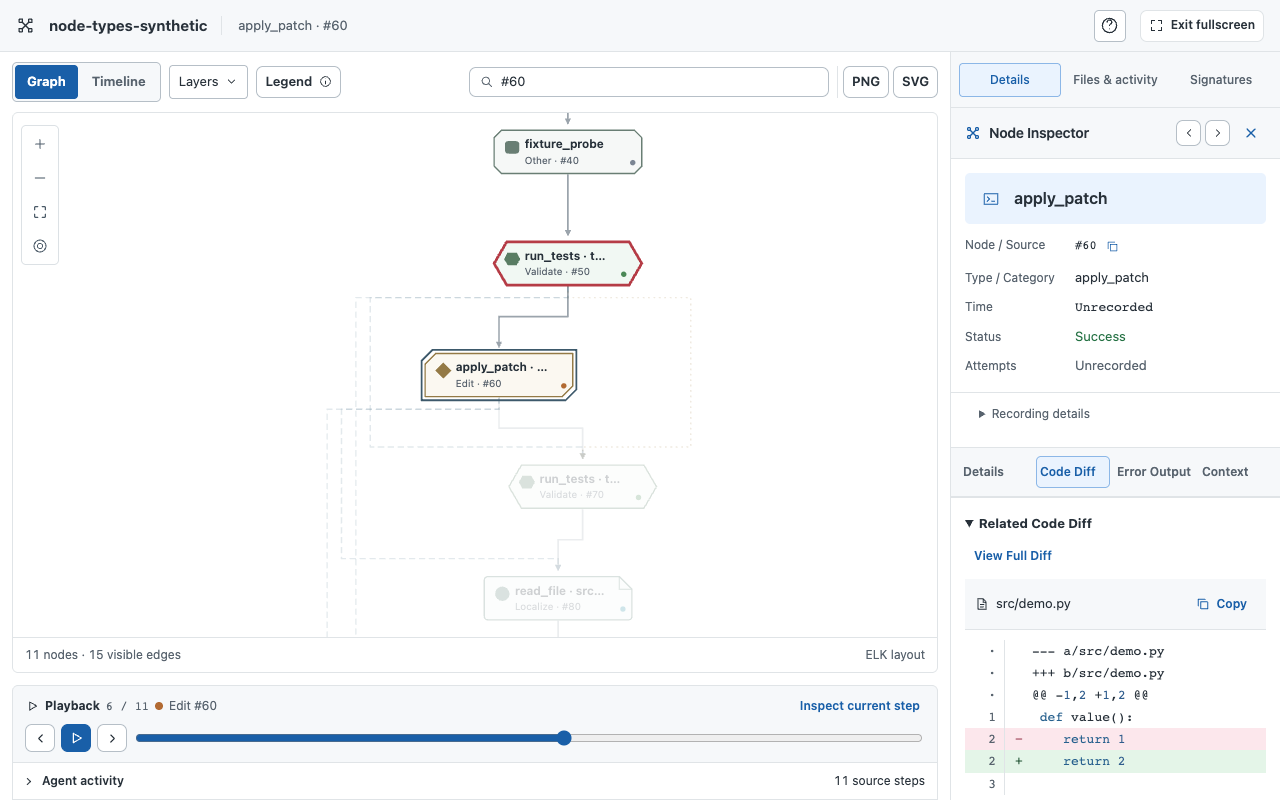 node-types-synthetic
apply_patch · #60
Exit fullscreen
Graph
Timeline
Layers
Legend
#60
PNG
SVG
fixture_probe
Other · #40
run_tests · t...
Validate · #50
apply_patch · ...
Edit · #60
run_tests · t...
Validate · #70
read_file · src...
Localize · #80
11 nodes · 15 visible edges
ELK layout
Playback 6 / 11 Edit #60
Inspect current step
Agent activity
11 source steps
Details
Files & activity
Signatures
Node Inspector
apply_patch
Node / Source #60
Type / Category apply_patch
Time Unrecorded
Status Success
Attempts Unrecorded
Recording details
Details
Code Diff
Error Output
Context
Related Code Diff
View Full Diff
src/demo.py
Copy
· --- a/src/demo.py
· +++ b/src/demo.py
· @@ -1,2 +1,2 @@
1 def value():
2 - return 1
2 + return 2
3